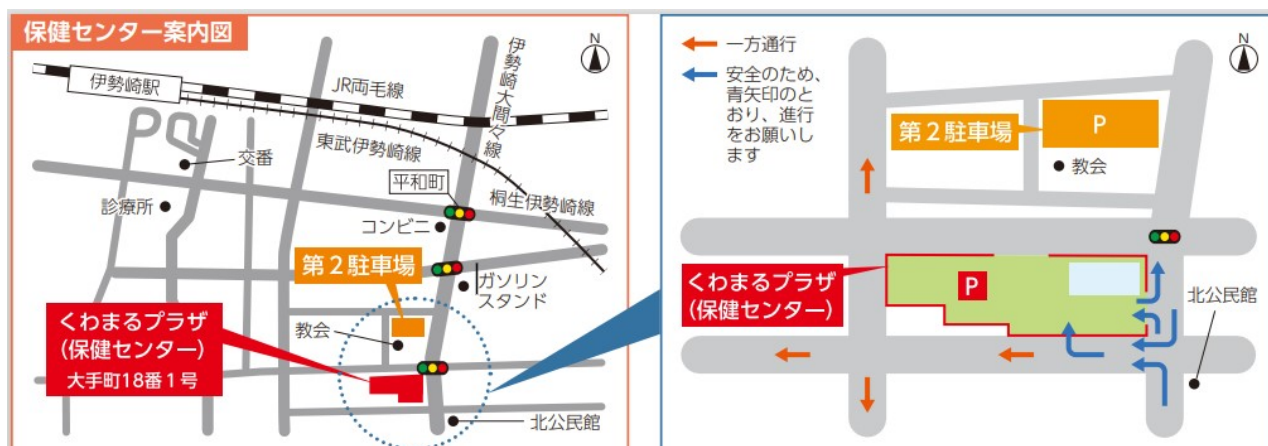 保健センター案内図
N
伊勢崎駅
JR両毛線
伊勢崎大間々線
東武伊勢崎線
交番
平和町
桐生伊勢崎線
診療所
コンビニ
第2駐車場
ガソリン
スタンド
くわまるプラザ
(保健センター)
大手町18番1号
教会
北公民館
一方通行
安全のため、
青矢印のと
おり、進行
をお願いし
ます
N
第2駐車場
P
教会
くわまるプラザ
(保健センター)
P
北公民館